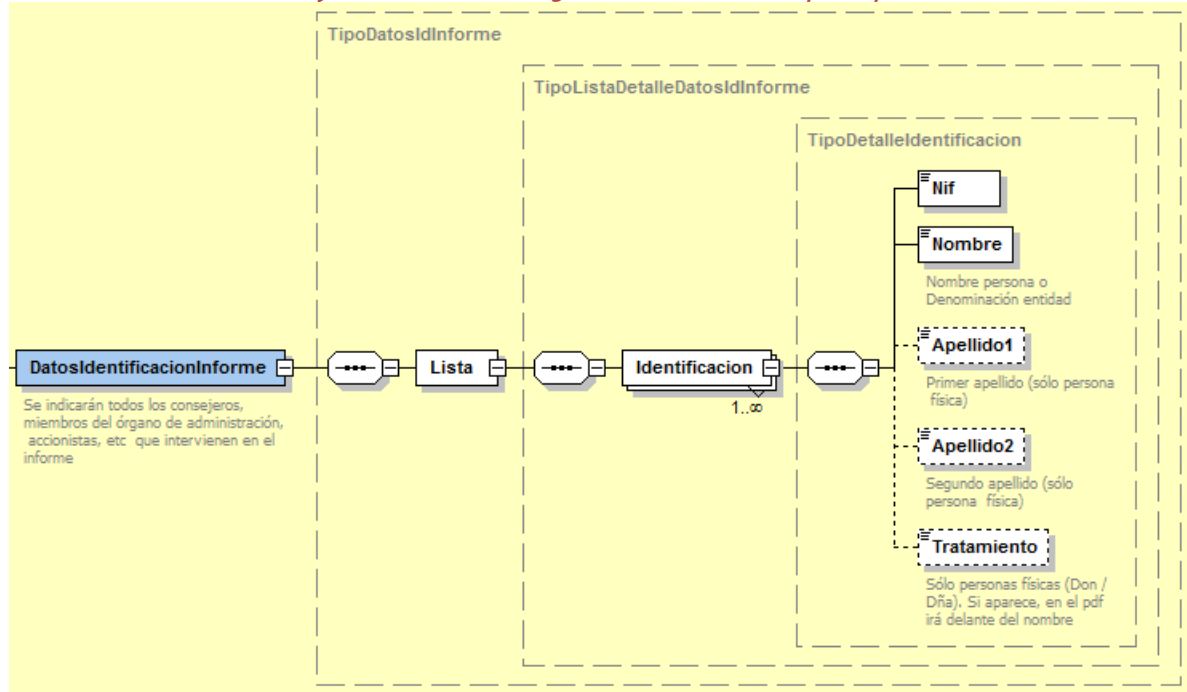 TipoDatosIdInforme
TipoListaDetalleDatosIdInforme
TipoDetalleIdentificacion
Nif
Nombre
Nombre persona o
Denominación entidad
DatosIdentificacionInforme
Lista
Identificacion
1..∞
Se indicarán todos los consejeros,
miembros del órgano de administración,
accionistas, etc que intervienen en el
informe
Apellido1
Primer apellido (sólo persona
física)
Apellido2
Segundo apellido (sólo
persona física)
Tratamiento
Sólo personas físicas (Don /
Dña). Si aparece, en el pdf
irá delante del nombre